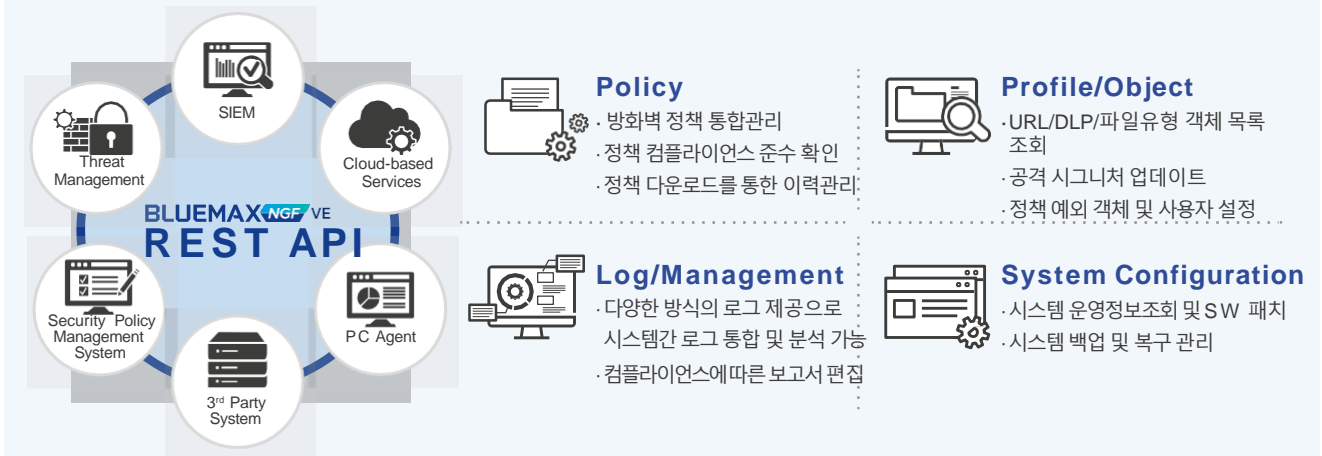 SIEM
Threat
Management
Cloud-based
Services
BLUEMAX NGF VE
REST API
Security Policy
Management
System
PC Agent
3rd Party
System
Policy
· 방화벽 정책 통합관리
· 정책 컴플라이언스 준수 확인
· 정책 다운로드를 통한 이력관리
Profile/Object
· URL/DLP/파일유형 객체 목록
조회
· 공격 시그니처 업데이트
· 정책 예외 객체 및 사용자 설정
Log/Management
· 다양한 방식의 로그 제공으로
시스템간 로그 통합 및 분석 가능
· 컴플라이언스에따른 보고서 편집
System Configuration
· 시스템 운영정보조회 및 SW 패치
· 시스템 백업 및 복구 관리